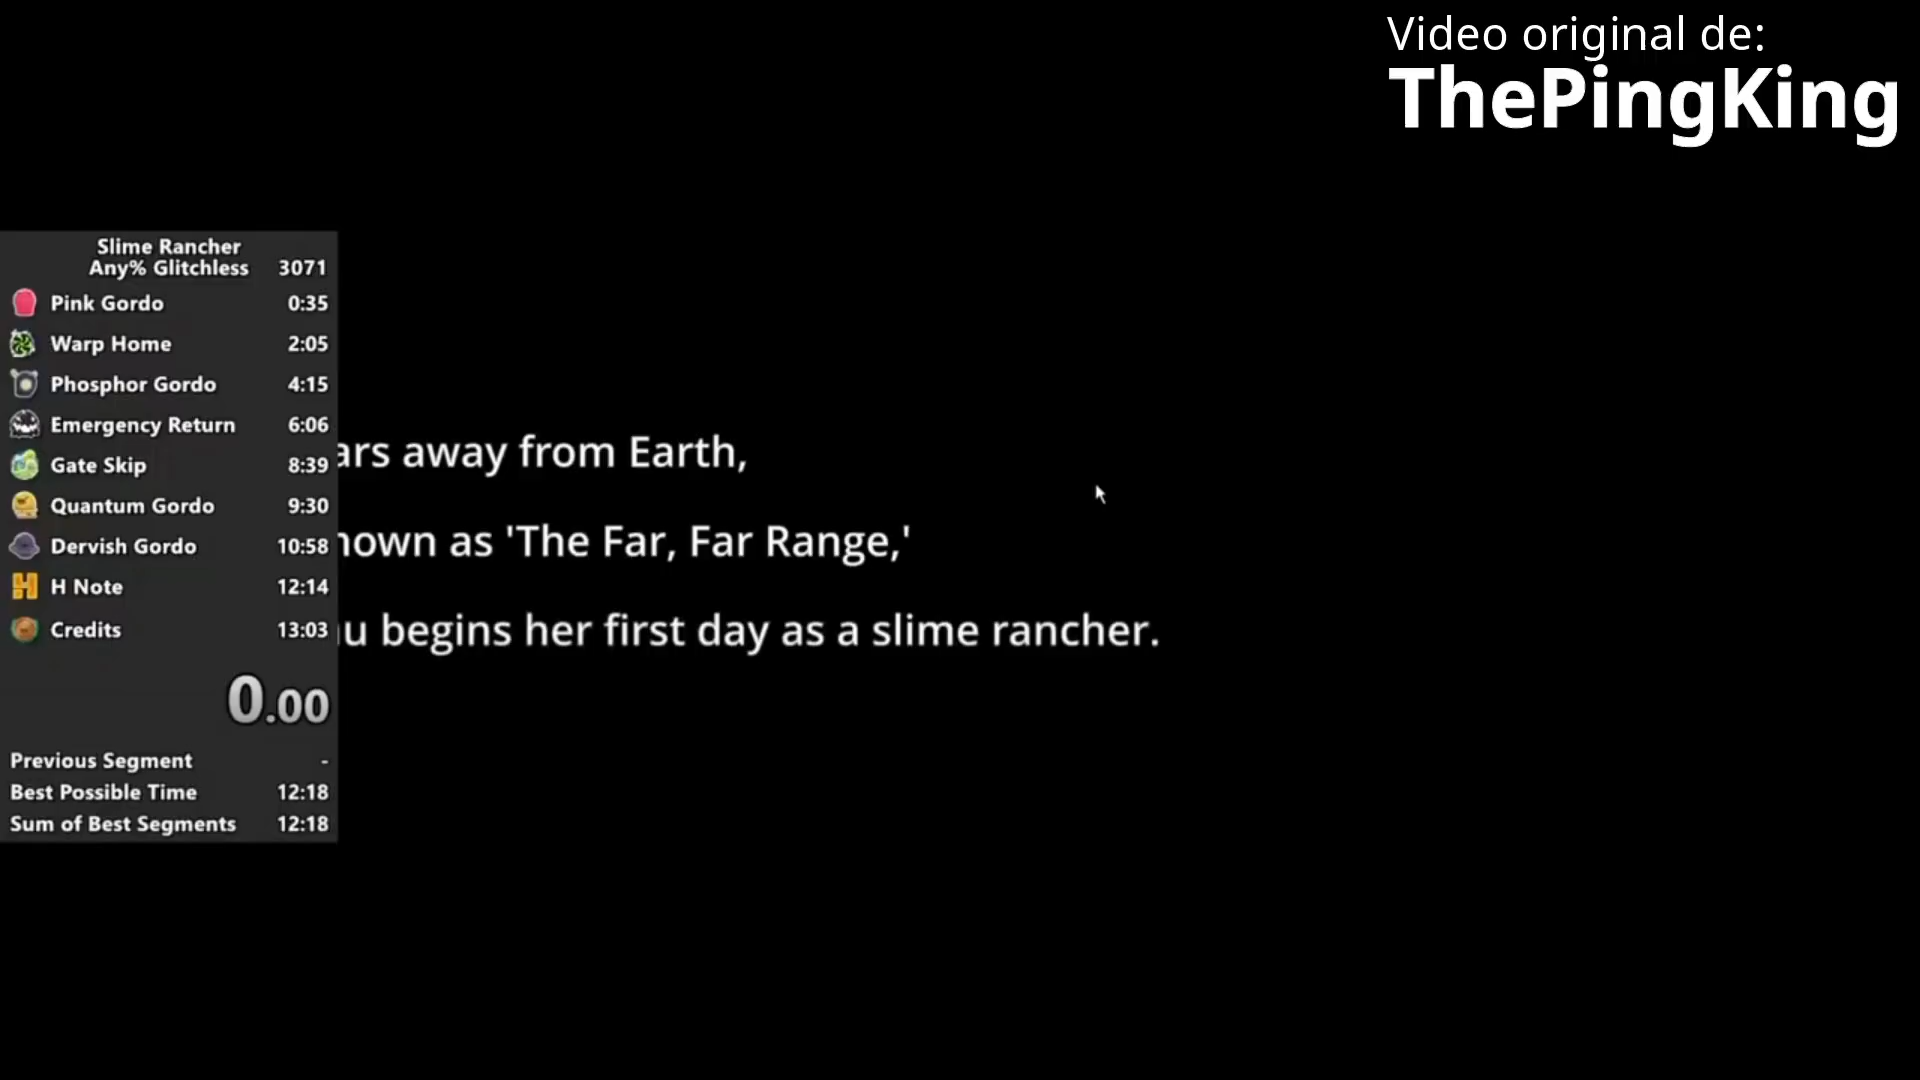 Video original de:
ThePingKing
Slime Rancher
Any% Glitchless 3071
Pink Gordo 0:35
Warp Home 2:05
Phosphor Gordo 4:15
Emergency Return 6:06
Gate Skip 8:39
Quantum Gordo 9:30
Dervish Gordo 10:58
H Note 12:14
Credits 13:03
0.00
Previous Segment -
Best Possible Time 12:18
Sum of Best Segments 12:18
ars away from Earth,
nown as 'The Far, Far Range,'
u begins her first day as a slime rancher.